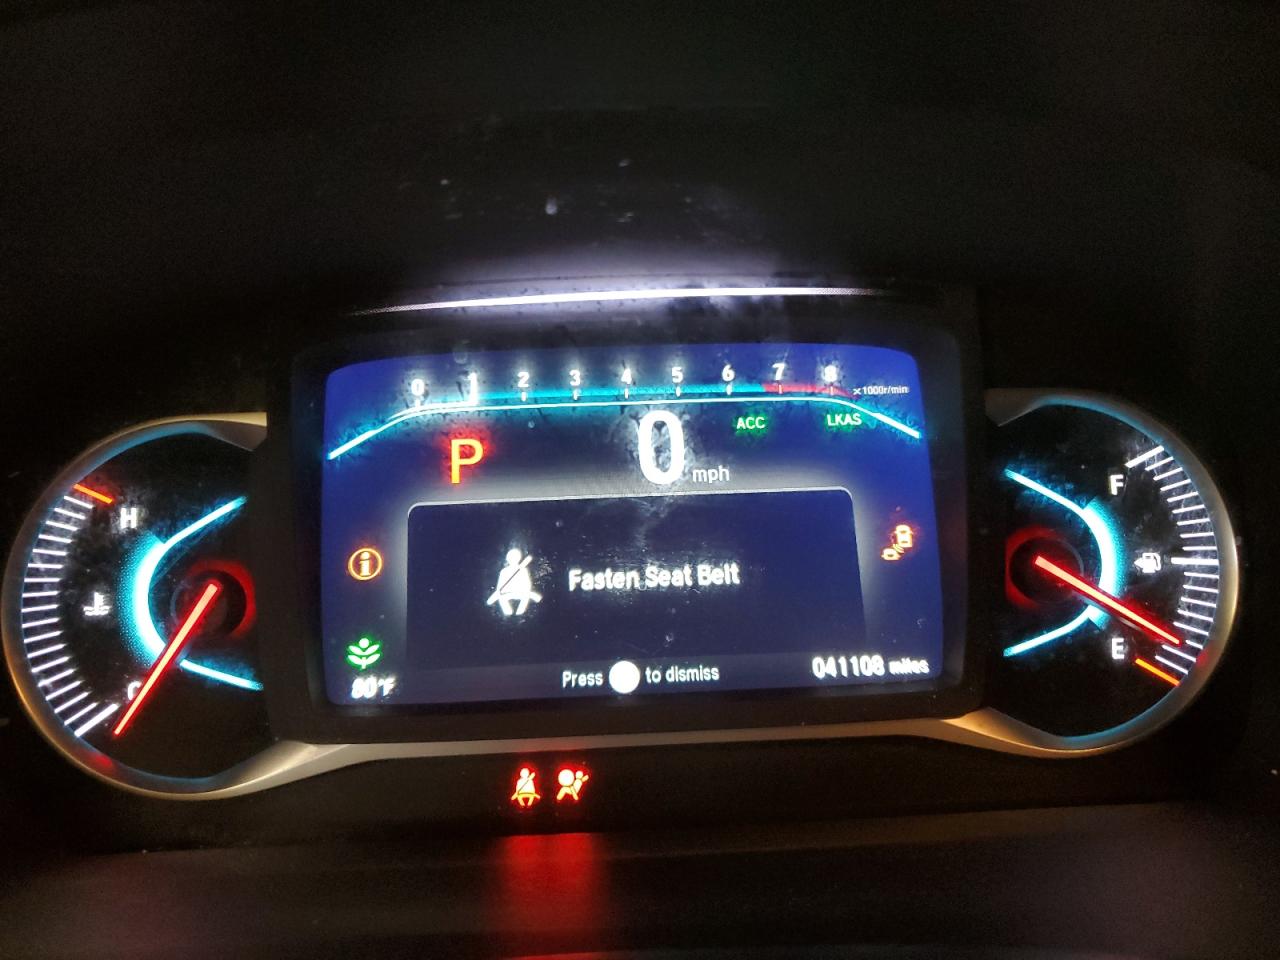 0 1 2 3 4 5 6 7 8
×1000r/min
P
0 mph
ACC
LKAS
H
C
F
E
Fasten Seat Belt
80°F
Press to dismiss
041108 miles